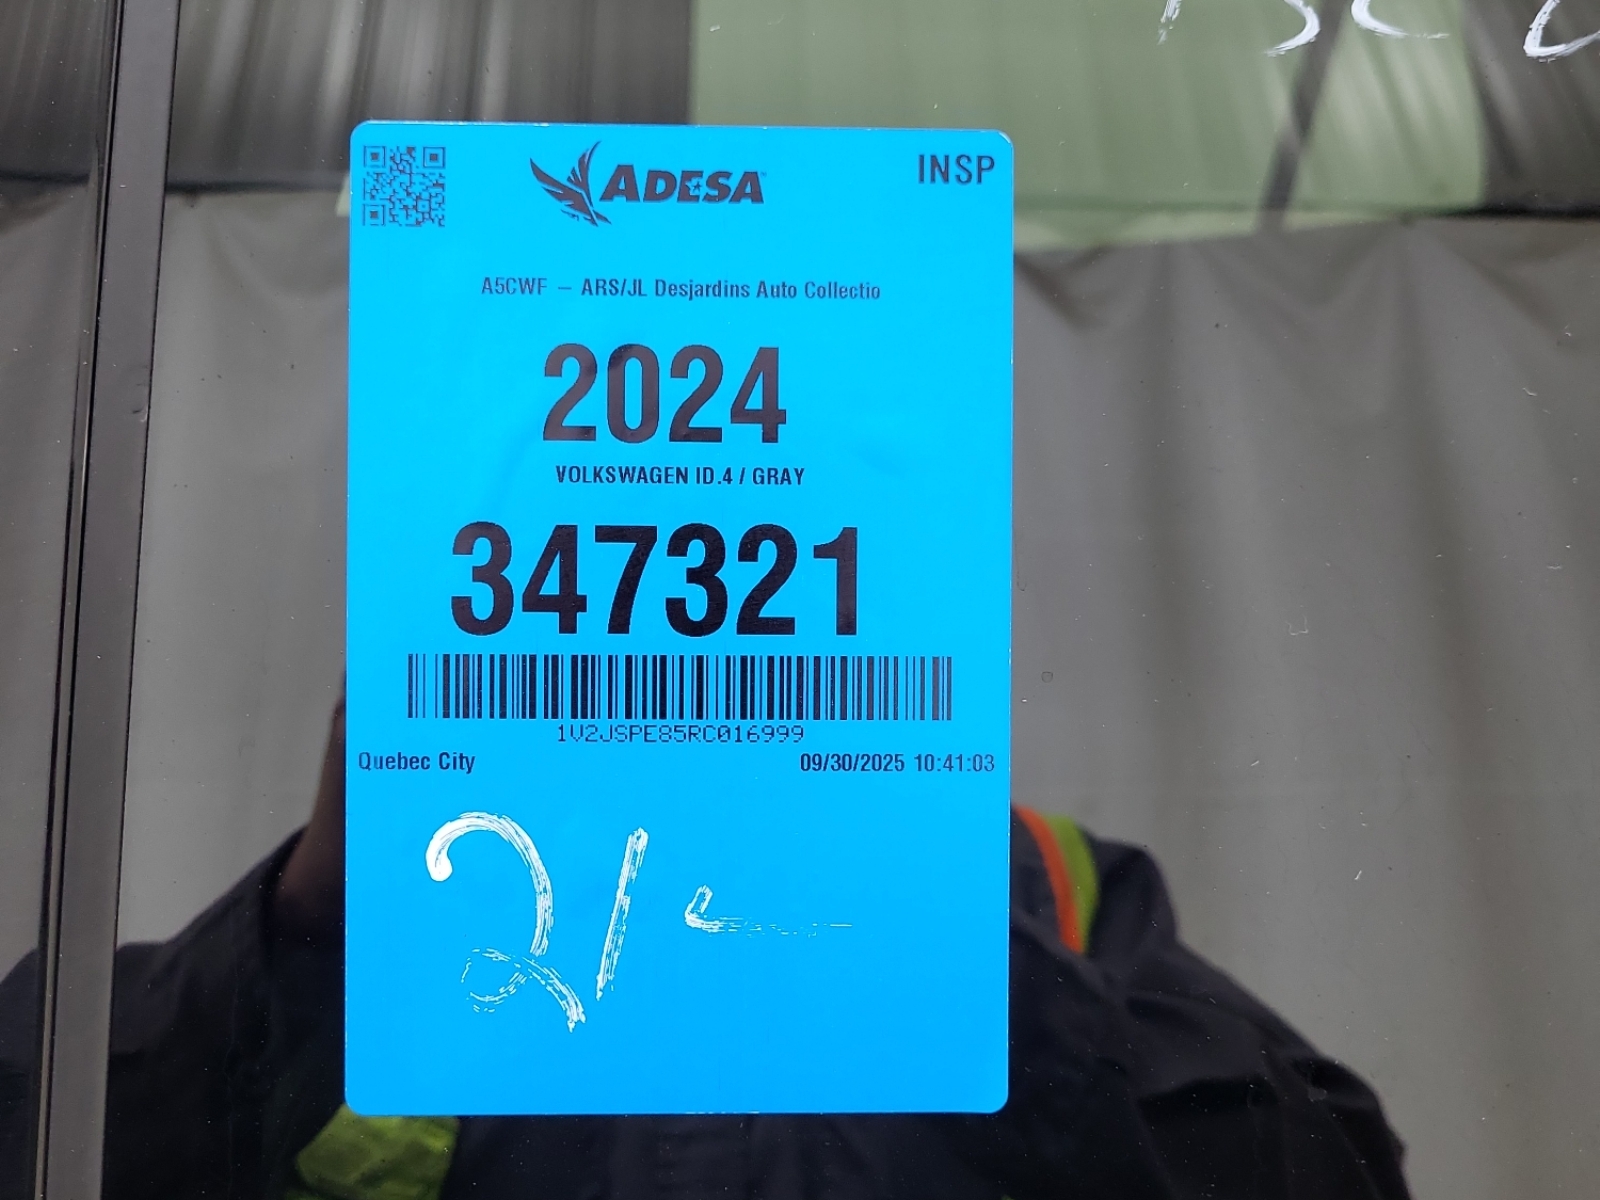 ADESA
INSP
A5CWF – ARS/JL Desjardins Auto Collectio
2024
VOLKSWAGEN ID.4 / GRAY
347321
1V2JSPE85RC016999
Quebec City
09/30/2025 10:41:03
21